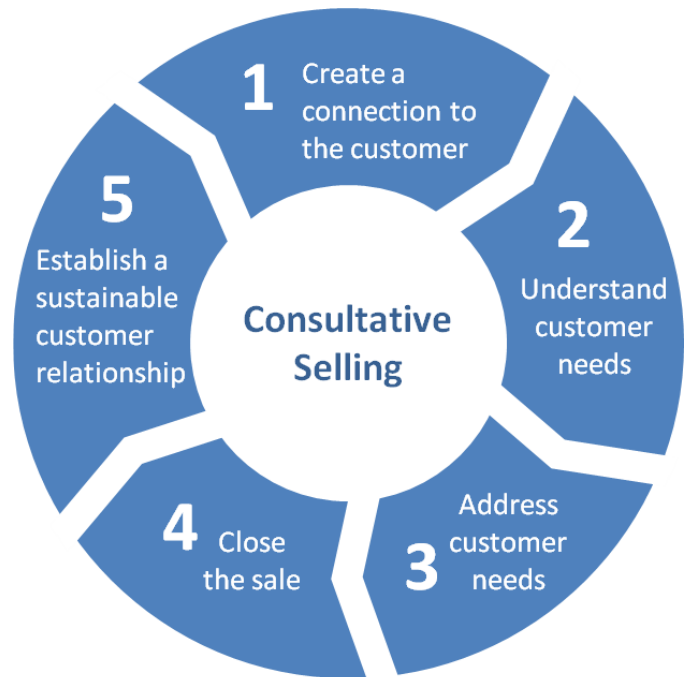 Consultative
Selling
1
Create a
connection to
the customer
2
Understand
customer
needs
3
Address
customer
needs
4
Close
the sale
5
Establish a
sustainable
customer
relationship